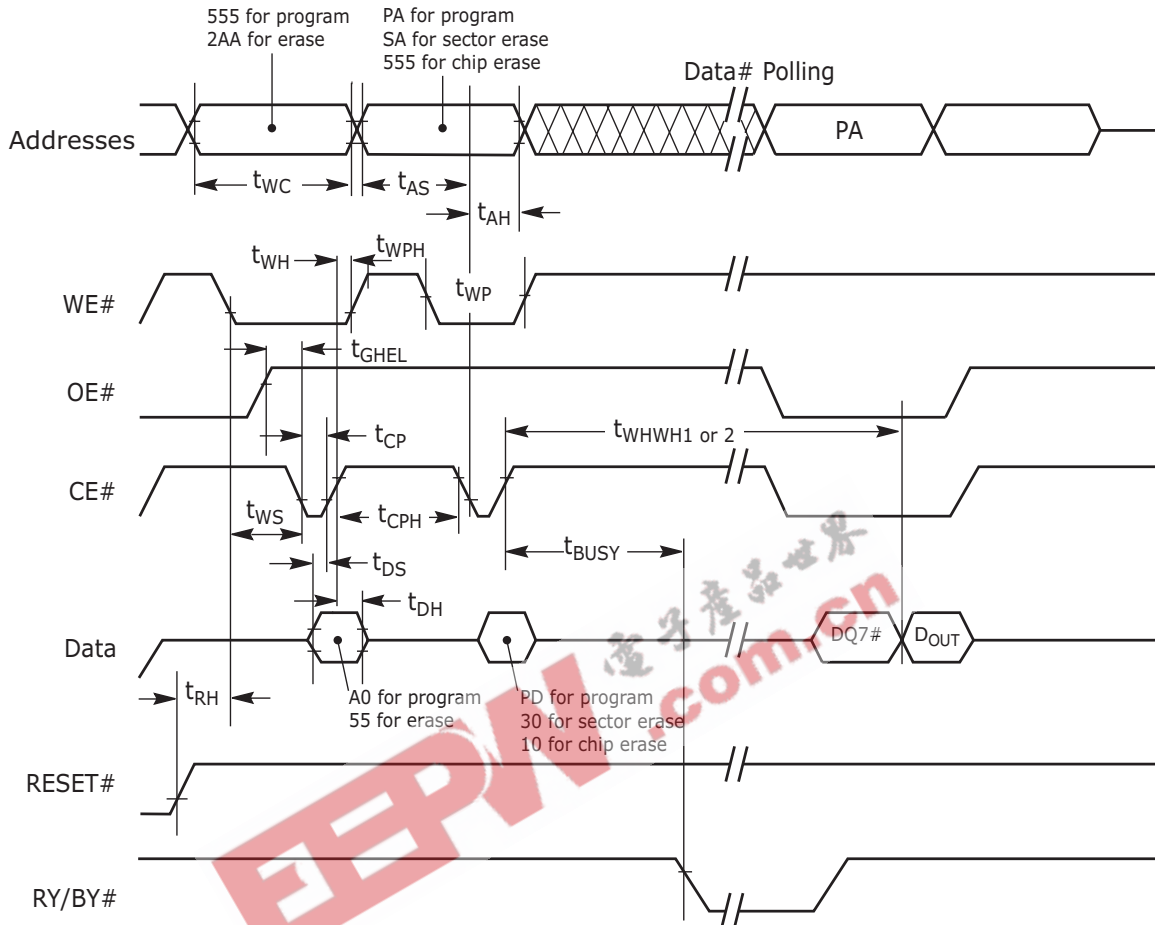 555 for program
2AA for erase
PA for program
SA for sector erase
555 for chip erase
Data# Polling
Addresses
PA
tWC
tAS
tAH
tWH
tWPH
tWP
WE#
tGHEL
OE#
tWHWH1 or 2
tCP
CE#
tWS
tCPH
tBUSY
tDS
tDH
Data
DQ7#
DOUT
tRH
A0 for program
55 for erase
PD for program
30 for sector erase
10 for chip erase
RESET#
RY/BY#
EEPW
.com.cn
電子產品世界